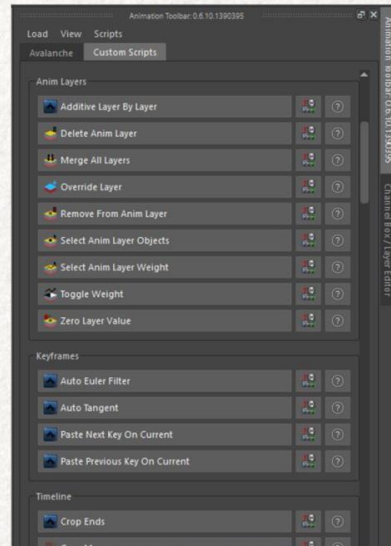 Animation Toolbar: 0.6.10.1390395
Load View Scripts
Avalanche Custom Scripts
Anim Layers
Additive Layer By Layer
Delete Anim Layer
Merge All Layers
Override Layer
Remove From Anim Layer
Select Anim Layer Objects
Select Anim Layer Weight
Toggle Weight
Zero Layer Value
Keyframes
Auto Euler Filter
Auto Tangent
Paste Next Key On Current
Paste Previous Key On Current
Timeline
Crop Ends
Animation Toolbar: 0.6.10.1390395
Channel Box / Layer Editor